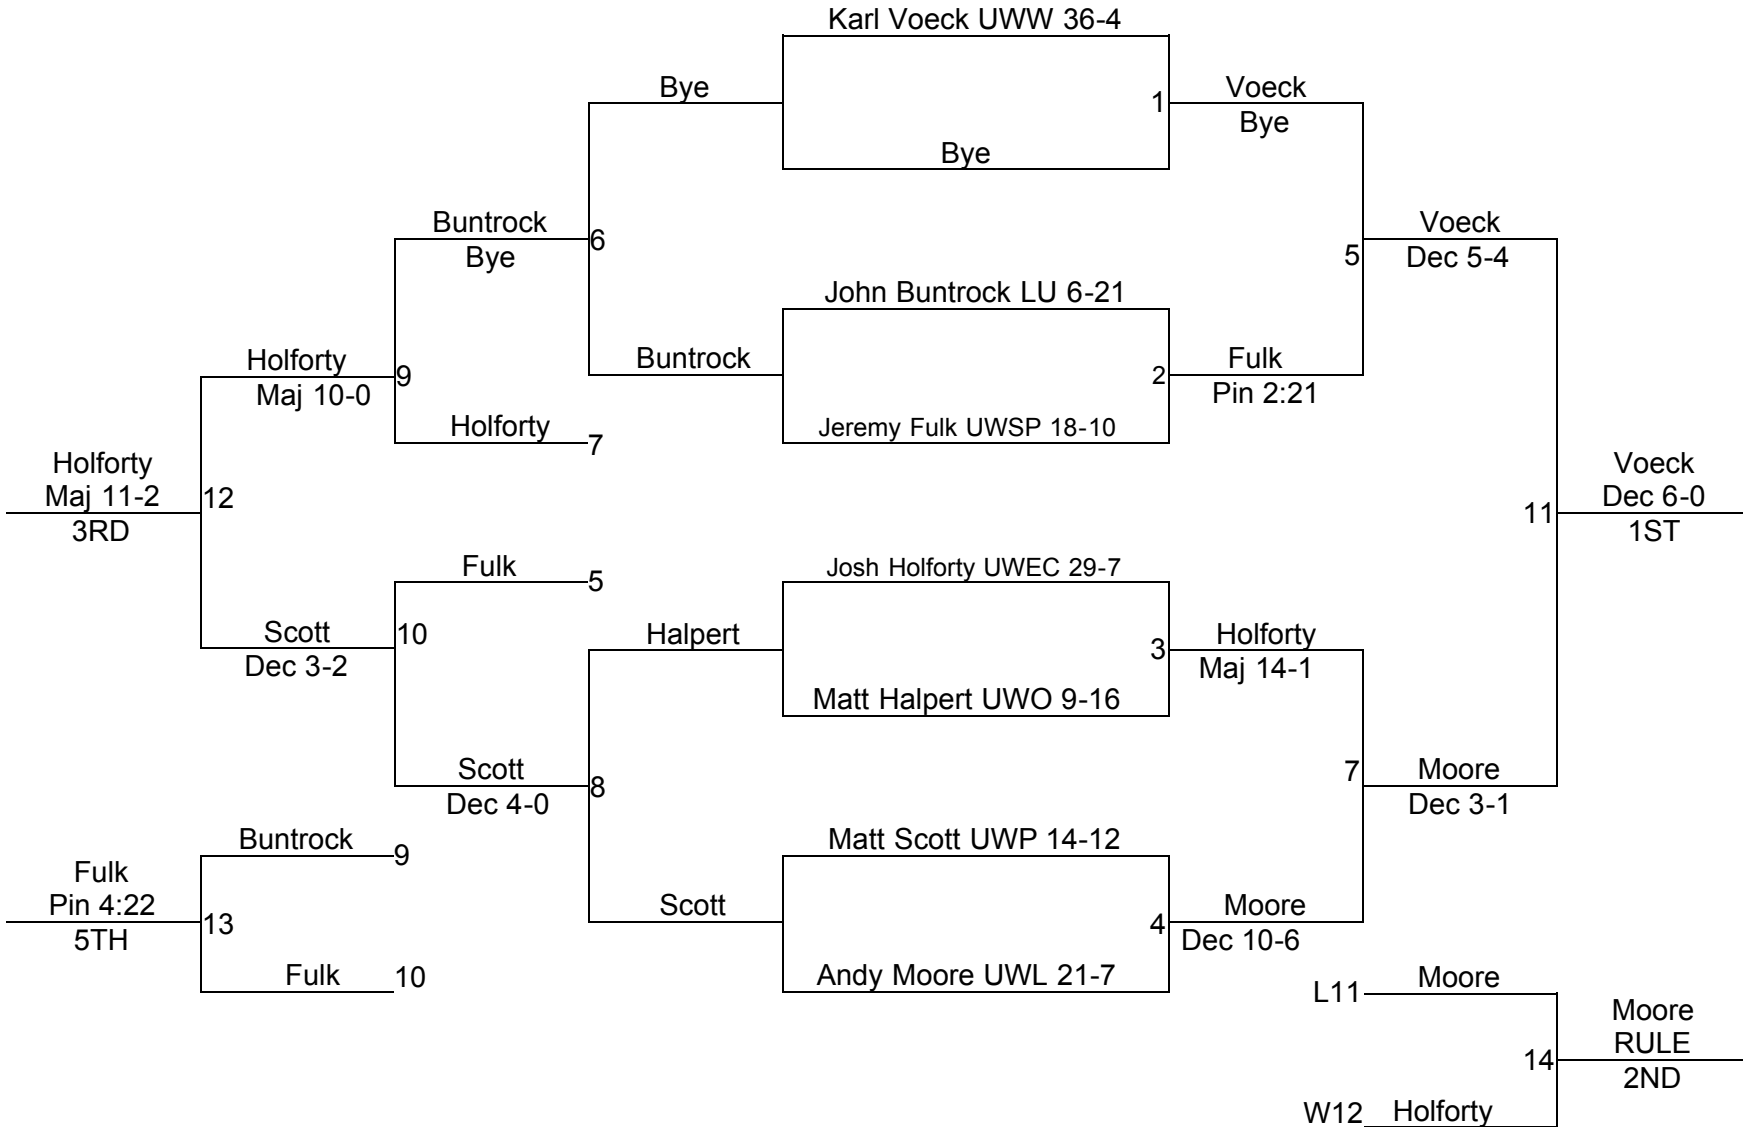 Karl Voeck UWW 36-4
Bye
1
Voeck
Bye
Bye
Buntrock
Bye
6
Voeck
Dec 5-4
5
John Buntrock LU 6-21
Buntrock
2
Fulk
Pin 2:21
Jeremy Fulk UWSP 18-10
Holforty
Maj 10-0
9
Holforty
7
Holforty
Maj 11-2
3RD
12
Voeck
Dec 6-0
1ST
11
Fulk
5
Josh Holforty UWEC 29-7
Scott
Dec 3-2
10
Halpert
3
Holforty
Maj 14-1
Matt Halpert UWO 9-16
Scott
Dec 4-0
8
7
Moore
Dec 3-1
Matt Scott UWP 14-12
Buntrock
9
Fulk
Pin 4:22
5TH
13
Scott
4
Moore
Dec 10-6
Fulk
10
Andy Moore UWL 21-7
L11
Moore
Moore
RULE
2ND
14
W12
Holforty